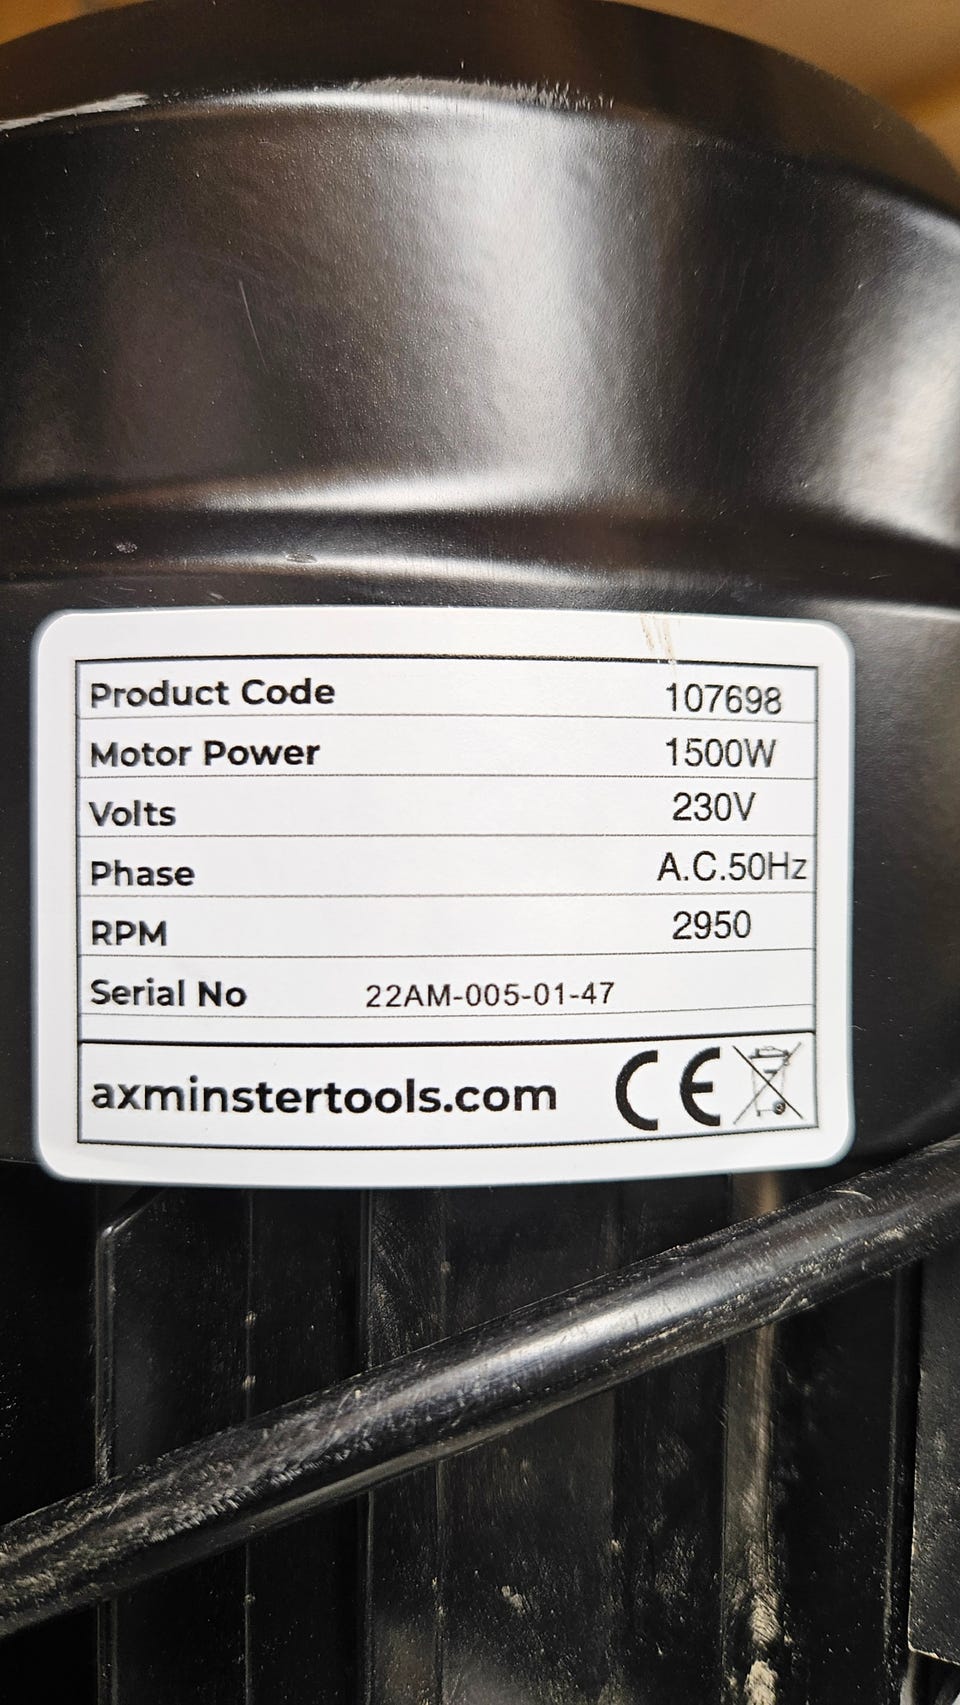 Product Code 107698
Motor Power 1500W
Volts 230V
Phase A.C.50Hz
RPM 2950
Serial No 22AM-005-01-47
axminstertools.com CE